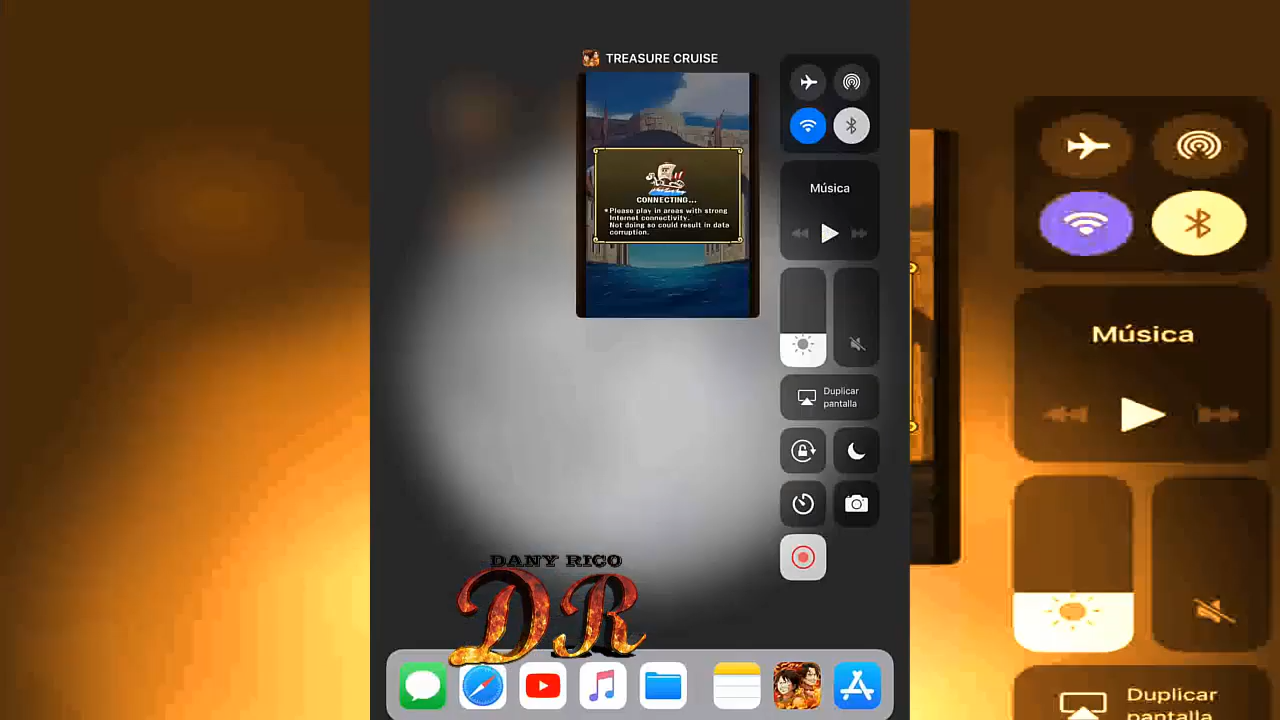 TREASURE CRUISE
CONNECTING...
•Please play in areas with strong
Internet connectivity.
Not doing so could result in data
corruption.
Música
Duplicar
pantalla
DANY RICO
DR
Música
Duplicar
pantalla